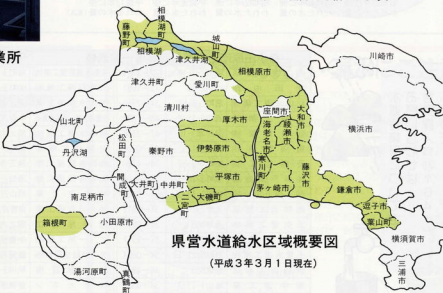 業所
藤野町
相模湖町
相模湖
津久井湖
城山町
津久井町
愛川町
相模原市
川崎市
清川村
厚木市
座間市
大和市
綾瀬市
海老名市
横浜市
山北町
丹沢湖
松田町
秦野市
伊勢原市
寒川町
藤沢市
開成町
大井町
中井町
平塚市
茅ヶ崎市
鎌倉市
南足柄市
二宮町
大磯町
逗子市
葉山町
箱根町
小田原市
横須賀市
湯河原町
真鶴町
三浦市
県営水道給水区域概要図
(平成3年3月1日現在)